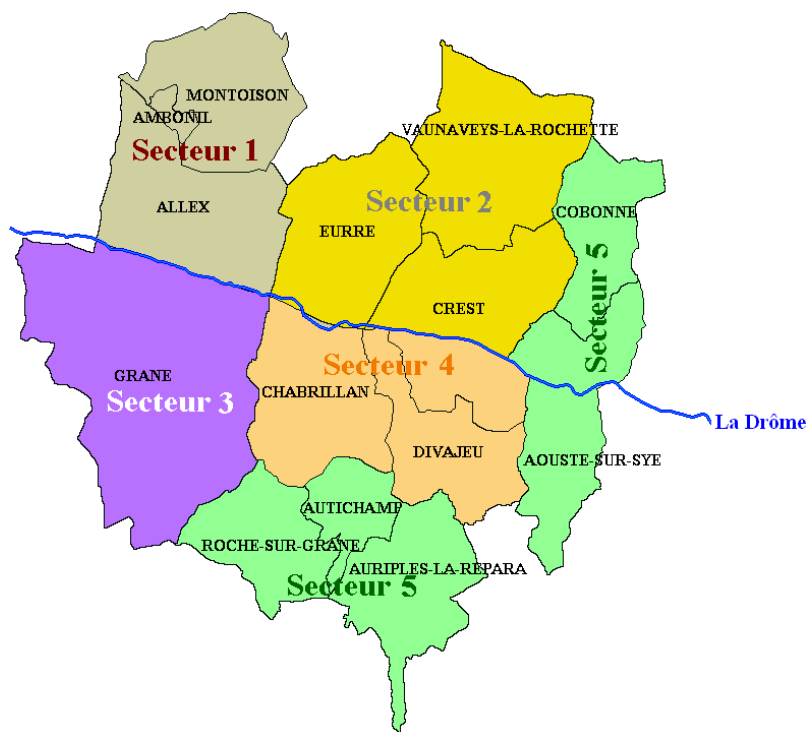 MONTOISON
AMBONIL
Secteur 1
VAUNAVEYS-LA-ROCHETTE
ALLEX
Secteur 2
EURRE
COBONNE
Secteur 5
CREST
Secteur 4
GRANE
CHABRILLAN
Secteur 3
La Drôme
DIVAJEU
AOUSTE-SUR-SYE
AUTICHAMP
ROCHE-SUR-GRANE
AURIPLES-LA-REPARA
Secteur 5